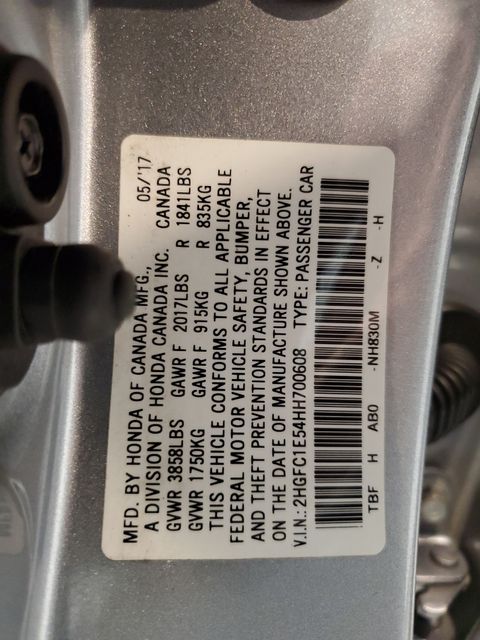 MFD. BY HONDA OF CANADA MFG., 05/'17
A DIVISION OF HONDA CANADA INC. CANADA
GVWR 3858LBS GAWR F 2017LBS R 1841LBS
GVWR 1750KG GAWR F 915KG R 835KG
THIS VEHICLE CONFORMS TO ALL APPLICABLE
FEDERAL MOTOR VEHICLE SAFETY, BUMPER,
AND THEFT PREVENTION STANDARDS IN EFFECT
ON THE DATE OF MANUFACTURE SHOWN ABOVE.
V.I.N.: 2HGFC1E54HH700608 TYPE: PASSENGER CAR
TBF H AB0 -NH830M -Z -H